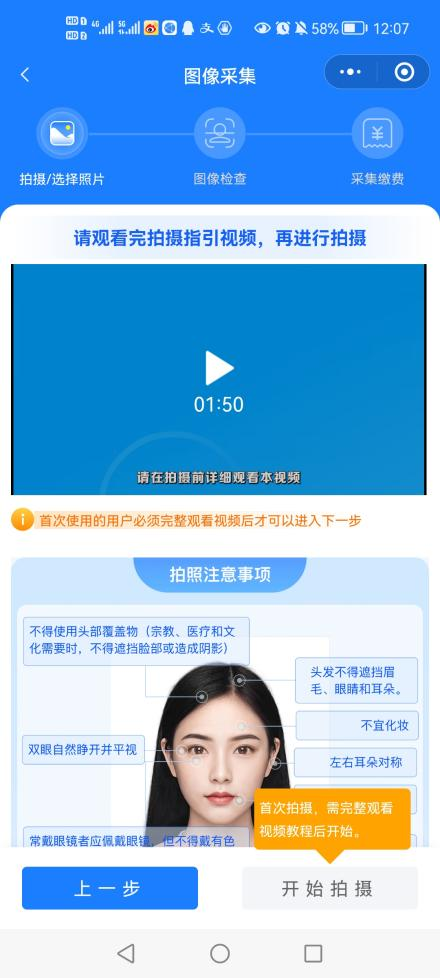 HD 1 4G 5G 58% 12:07
HD 2
图像采集
拍摄/选择照片
图像检查
采集缴费
请观看完拍摄指引视频，再进行拍摄
01:50
请在拍摄前详细观看本视频
首次使用的用户必须完整观看视频后才可以进入下一步
拍照注意事项
不得使用头部覆盖物（宗教、医疗和文
化需要时，不得遮挡脸部或造成阴影）
头发不得遮挡眉
毛、眼睛和耳朵。
不宜化妆
双眼自然睁开并平视
左右耳朵对称
首次拍摄，需完整观看
视频教程后开始。
常戴眼镜者应佩戴眼镜，但不得戴有色
上一步
开始拍摄